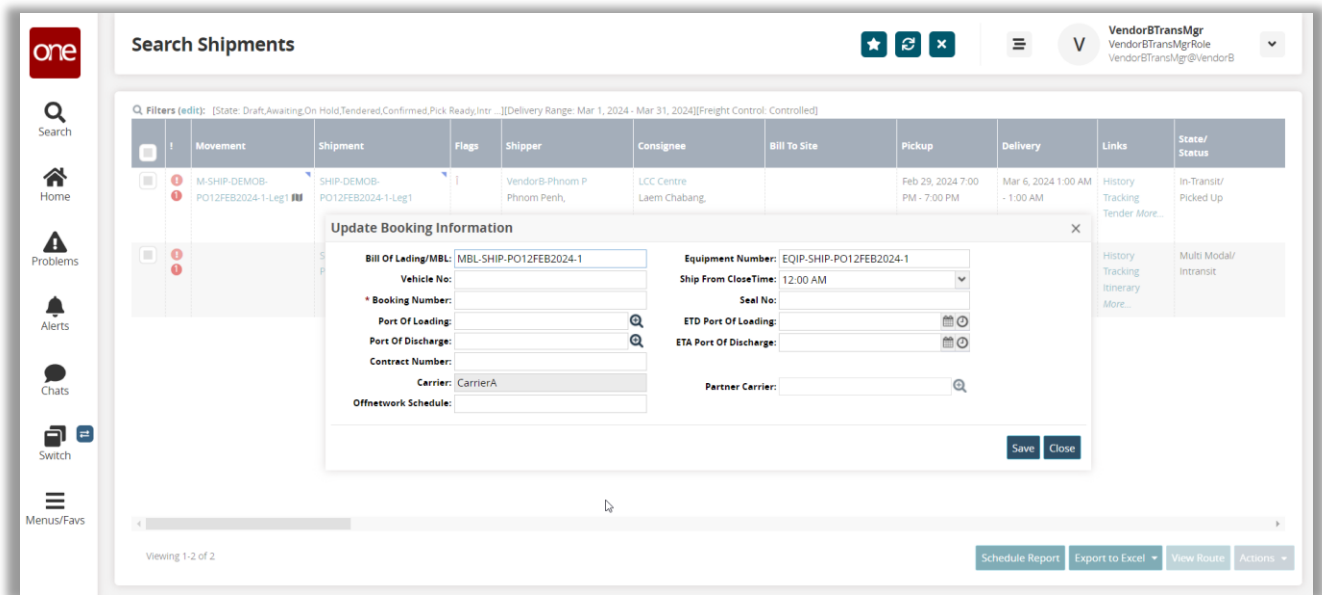 one
Search Shipments
V
VendorBTransMgr
VendorBTransMgrRole
VendorBTransMgr@VendorB
Search
Home
Problems
Alerts
Chats
Switch
Menus/Favs
Filters (edit): [State: Draft,Awaiting,On Hold,Tendered,Confirmed,Pick Ready,Intr ...][Delivery Range: Mar 1, 2024 - Mar 31, 2024][Freight Control: Controlled]
! Movement Shipment Flags Shipper Consignee Bill To Site Pickup Delivery Links State/
Status
M-SHIP-DEMOB- SHIP-DEMOB- VendorB-Phnom P LCC Centre Feb 29, 2024 7:00 Mar 6, 2024 1:00 AM History In-Transit/
1 PO12FEB2024-1-Leg1 PO12FEB2024-1-Leg1 Phnom Penh, Laem Chabang, PM - 7:00 PM - 1:00 AM Tracking Picked Up
Tender More...
History Multi Modal/
1 Tracking Intransit
Itinerary
More...
Update Booking Information
Bill Of Lading/MBL: MBL-SHIP-PO12FEB2024-1 Equipment Number: EQIP-SHIP-PO12FEB2024-1
Vehicle No: Ship From CloseTime: 12:00 AM
* Booking Number: Seal No:
Port Of Loading: ETD Port Of Loading:
Port Of Discharge: ETA Port Of Discharge:
Contract Number:
Carrier: CarrierA Partner Carrier:
Offnetwork Schedule:
Save Close
Viewing 1-2 of 2
Schedule Report Export to Excel View Route Actions